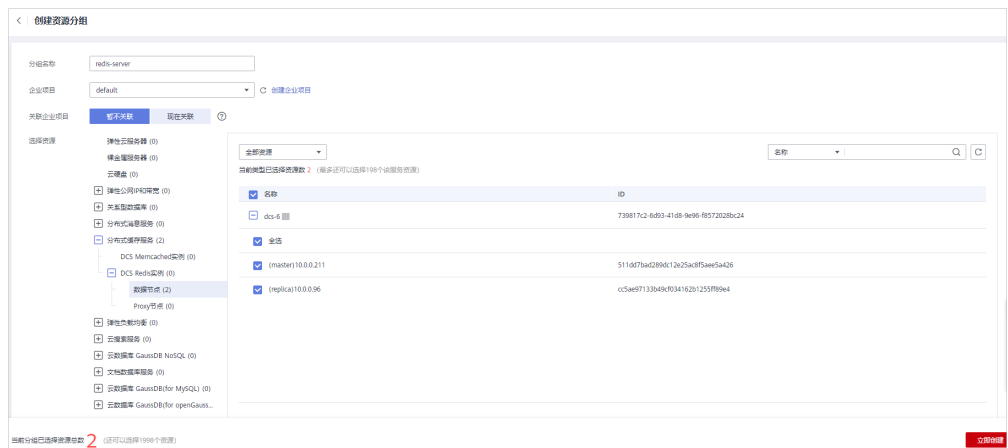 创建资源分组
分组名称 redis-server
企业项目 default 创建企业项目
关联企业项目 暂不关联 现在关联
选择资源
弹性云服务器 (0)
裸金属服务器 (0)
云硬盘 (0)
弹性公网IP和带宽 (0)
关系型数据库 (0)
分布式消息服务 (0)
分布式缓存服务 (2)
DCS Memcached实例 (0)
DCS Redis实例 (0)
数据节点 (2)
Proxy节点 (0)
弹性负载均衡 (0)
云搜索服务 (0)
云数据库 GaussDB NoSQL (0)
文档数据库服务 (0)
云数据库 GaussDB(for MySQL) (0)
云数据库 GaussDB(for openGauss...
全部资源 名称
当前类型已选择资源数 2 (最多还可以选择198个该服务资源)
名称 ID
dcs-6 739817c2-6d93-41d8-9e96-f8572028bc24
全选
(master)10.0.0.211 511dd7bad289dc12e25ac8f5aee5a426
(replica)10.0.0.96 cc5ae97133b49cf034162b1255ff89e4
当前分组已选择资源总数 2 (还可以选择1998个资源)
立即创建